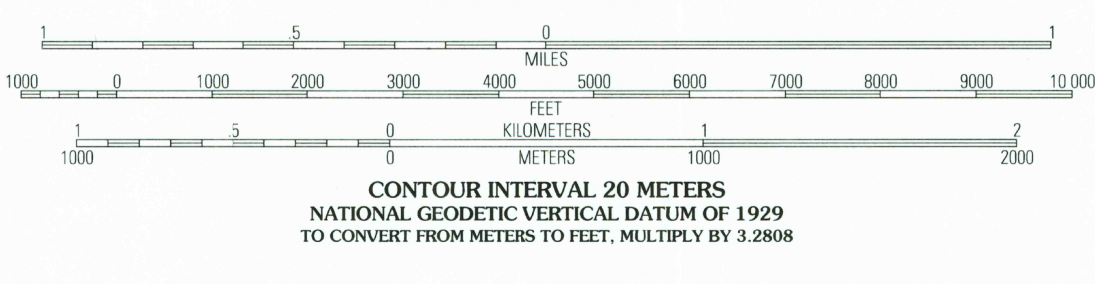 1 .5 0 1
MILES
1000 0 1000 2000 3000 4000 5000 6000 7000 8000 9000 10 000
FEET
1 .5 0 KILOMETERS 1 2
1000 0 METERS 1000 2000
CONTOUR INTERVAL 20 METERS
NATIONAL GEODETIC VERTICAL DATUM OF 1929
TO CONVERT FROM METERS TO FEET, MULTIPLY BY 3.2808